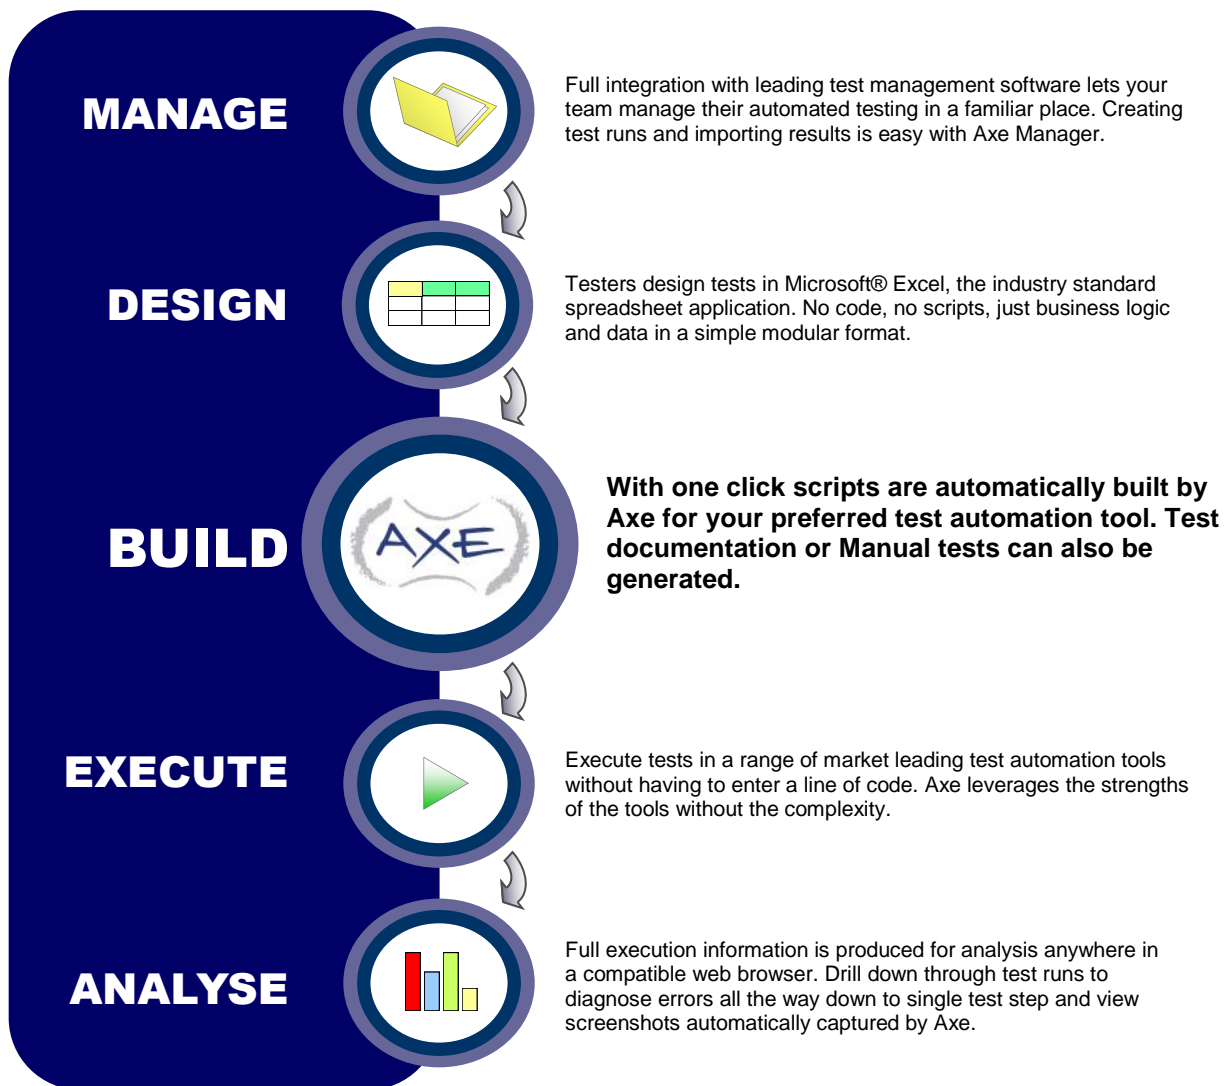 MANAGE
Full integration with leading test management software lets your
team manage their automated testing in a familiar place. Creating
test runs and importing results is easy with Axe Manager.
DESIGN
Testers design tests in Microsoft® Excel, the industry standard
spreadsheet application. No code, no scripts, just business logic
and data in a simple modular format.
BUILD
AXE
With one click scripts are automatically built by
Axe for your preferred test automation tool. Test
documentation or Manual tests can also be
generated.
EXECUTE
Execute tests in a range of market leading test automation tools
without having to enter a line of code. Axe leverages the strengths
of the tools without the complexity.
ANALYSE
Full execution information is produced for analysis anywhere in
a compatible web browser. Drill down through test runs to
diagnose errors all the way down to single test step and view
screenshots automatically captured by Axe.